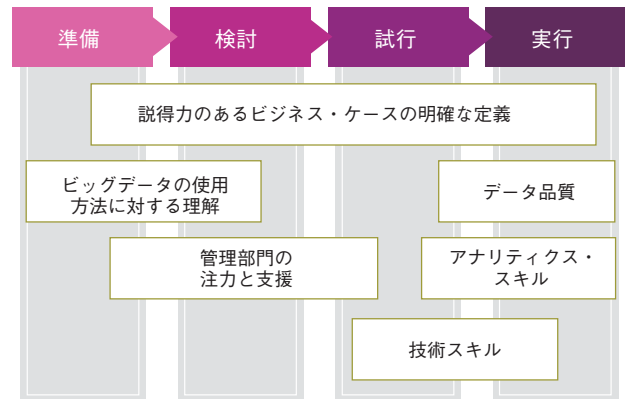 準備
検討
試行
実行
説得力のあるビジネス・ケースの明確な定義
ビッグデータの使用
方法に対する理解
データ品質
管理部門の
注力と支援
アナリティクス・
スキル
技術スキル